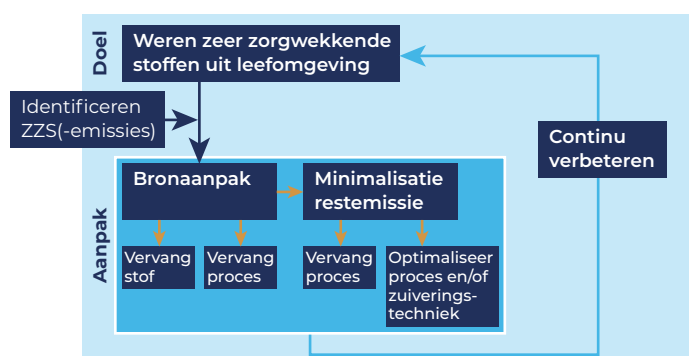 Doel
Weren zeer zorgwekkende
stoffen uit leefomgeving
Identificeren
ZZS(-emissies)
Continu
verbeteren
Aanpak
Bronaanpak
Minimalisatie
restemissie
Vervang
stof
Vervang
proces
Vervang
proces
Optimaliseer
proces en/of
zuiverings-
techniek